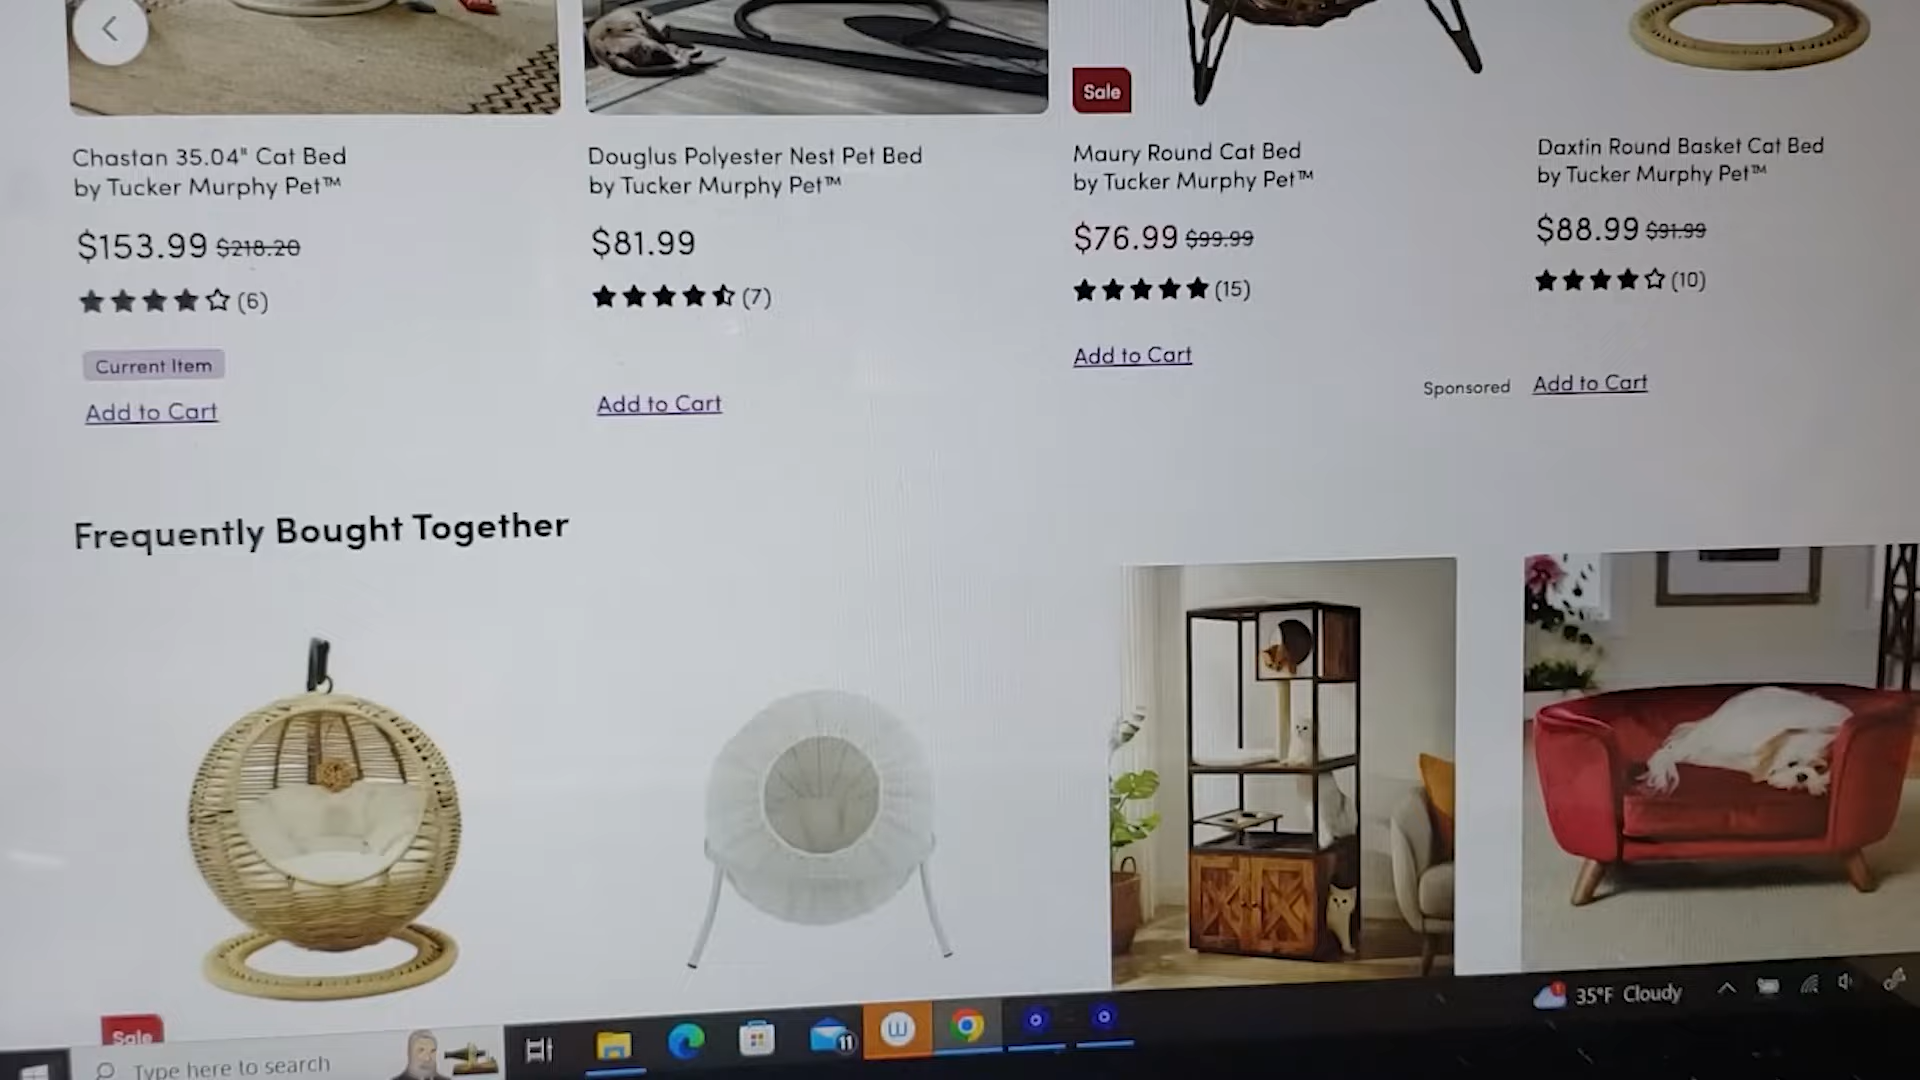 Sale
Chastan 35.04" Cat Bed
by Tucker Murphy Pet™
$153.99 $218.20
(6)
Current Item
Add to Cart
Douglus Polyester Nest Pet Bed
by Tucker Murphy Pet™
$81.99
(7)
Add to Cart
Maury Round Cat Bed
by Tucker Murphy Pet™
$76.99 $99.99
(15)
Add to Cart
Daxtin Round Basket Cat Bed
by Tucker Murphy Pet™
$88.99 $91.99
(10)
Sponsored
Add to Cart
Frequently Bought Together
Sale
Type here to search
11
W
35°F Cloudy